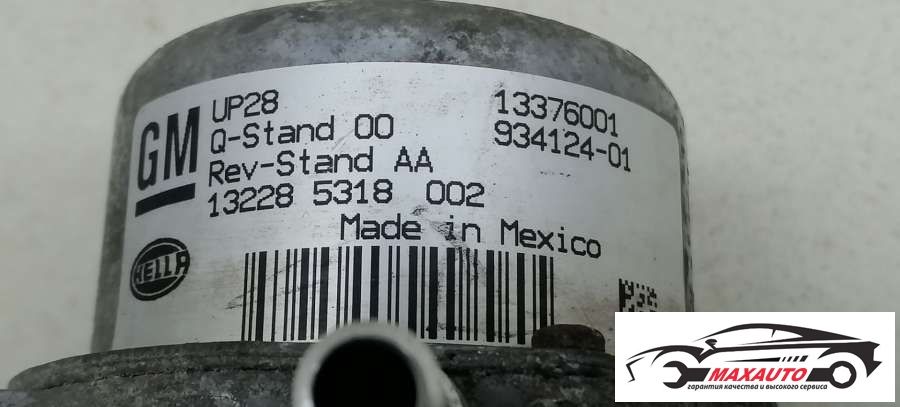 GM
UP28
Q-Stand 00
Rev-Stand AA
13228 5318 002
13376001
934124-01
Made in Mexico
HELLA
MAXAUTO
гарантия качества и высокого сервиса